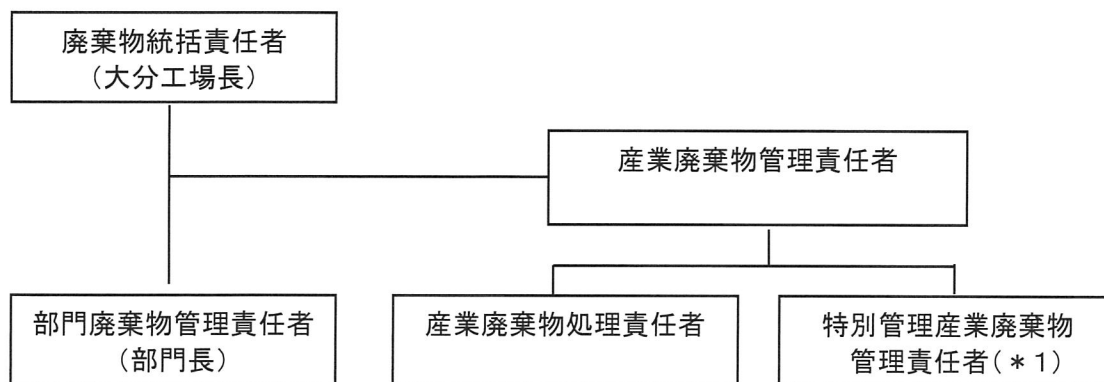 廃棄物統括責任者
（大分工場長）
産業廃棄物管理責任者
部門廃棄物管理責任者
（部門長）
産業廃棄物処理責任者
特別管理産業廃棄物
管理責任者（＊１）